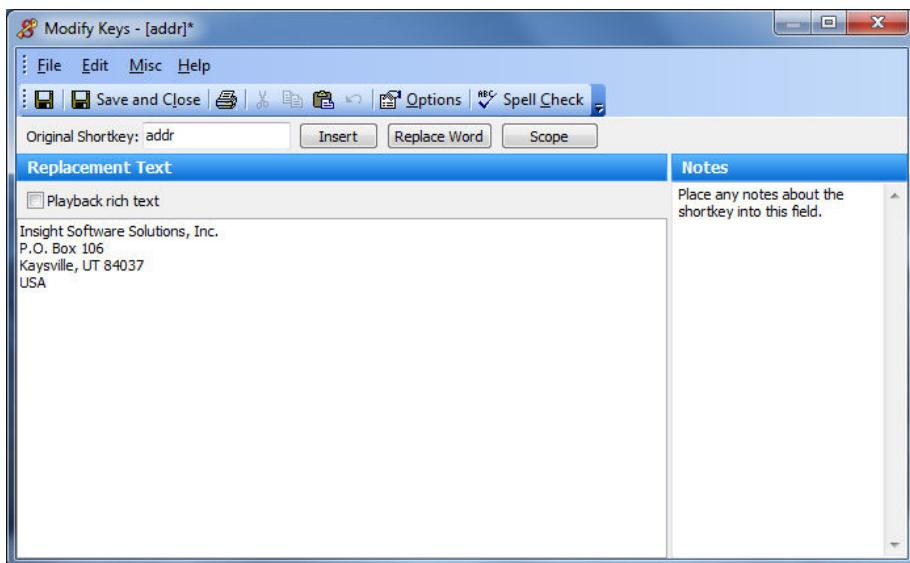 Modify Keys - [addr]*
File Edit Misc Help
Save and Close Options ABC Spell Check
Original Shortkey: addr Insert Replace Word Scope
Replacement Text
Playback rich text
Insight Software Solutions, Inc.
P.O. Box 106
Kaysville, UT 84037
USA
Notes
Place any notes about the
shortkey into this field.